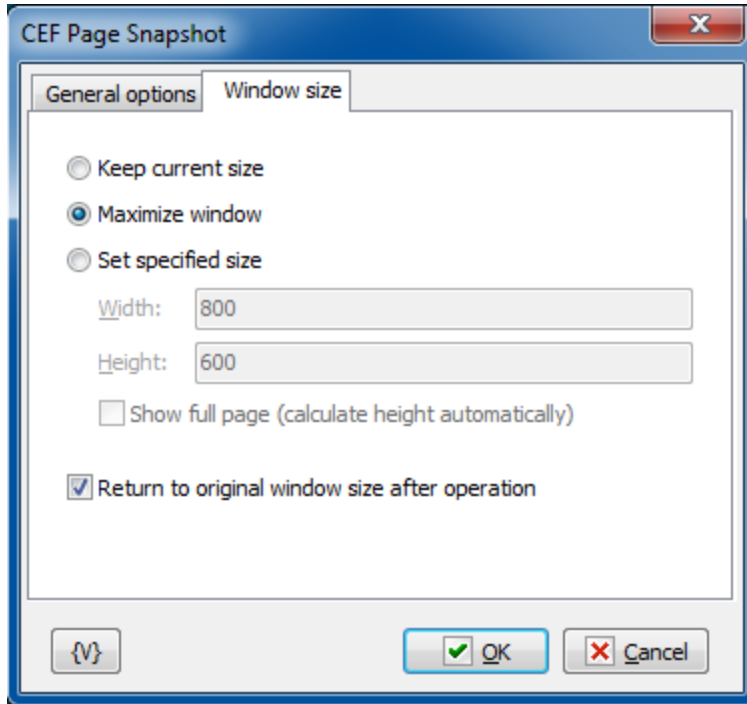 CEF Page Snapshot
General options
Window size
Keep current size
Maximize window
Set specified size
Width: 800
Height: 600
Show full page (calculate height automatically)
Return to original window size after operation
{V}
OK
Cancel